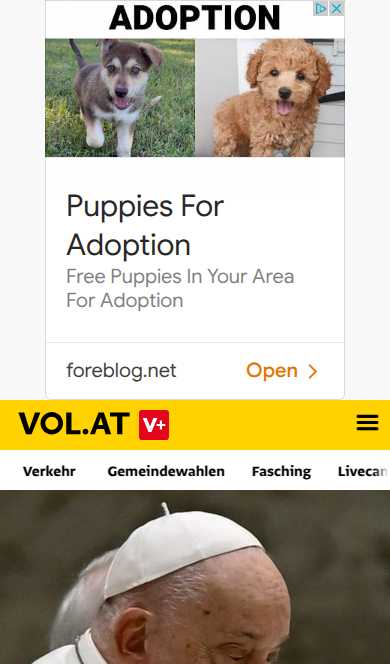 ADOPTION
Puppies For
Adoption
Free Puppies In Your Area
For Adoption
foreblog.net
Open
VOL.AT V+
Verkehr Gemeindewahlen Fasching Livecan